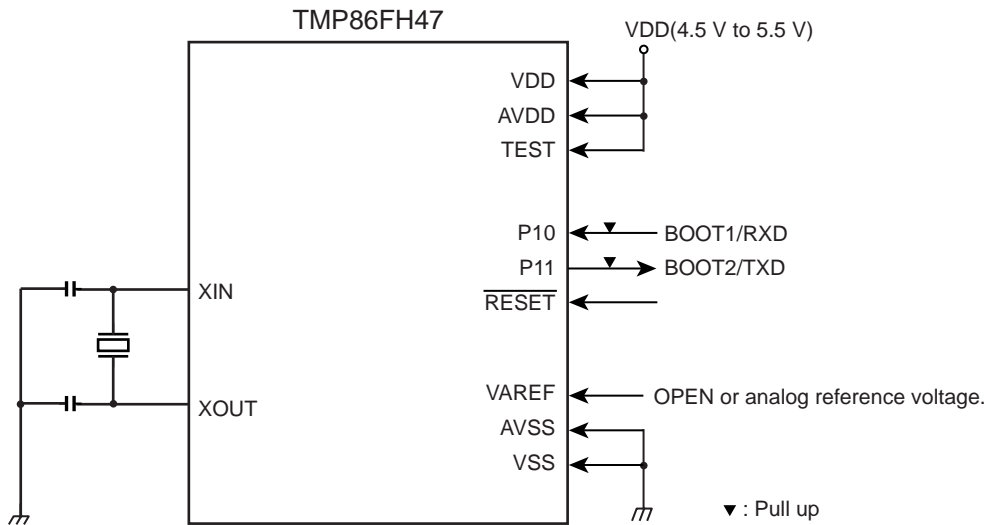 TMP86FH47
VDD(4.5 V to 5.5 V)
VDD
AVDD
TEST
P10
BOOT1/RXD
P11
BOOT2/TXD
RESET
XIN
XOUT
VAREF
OPEN or analog reference voltage.
AVSS
VSS
▼ : Pull up